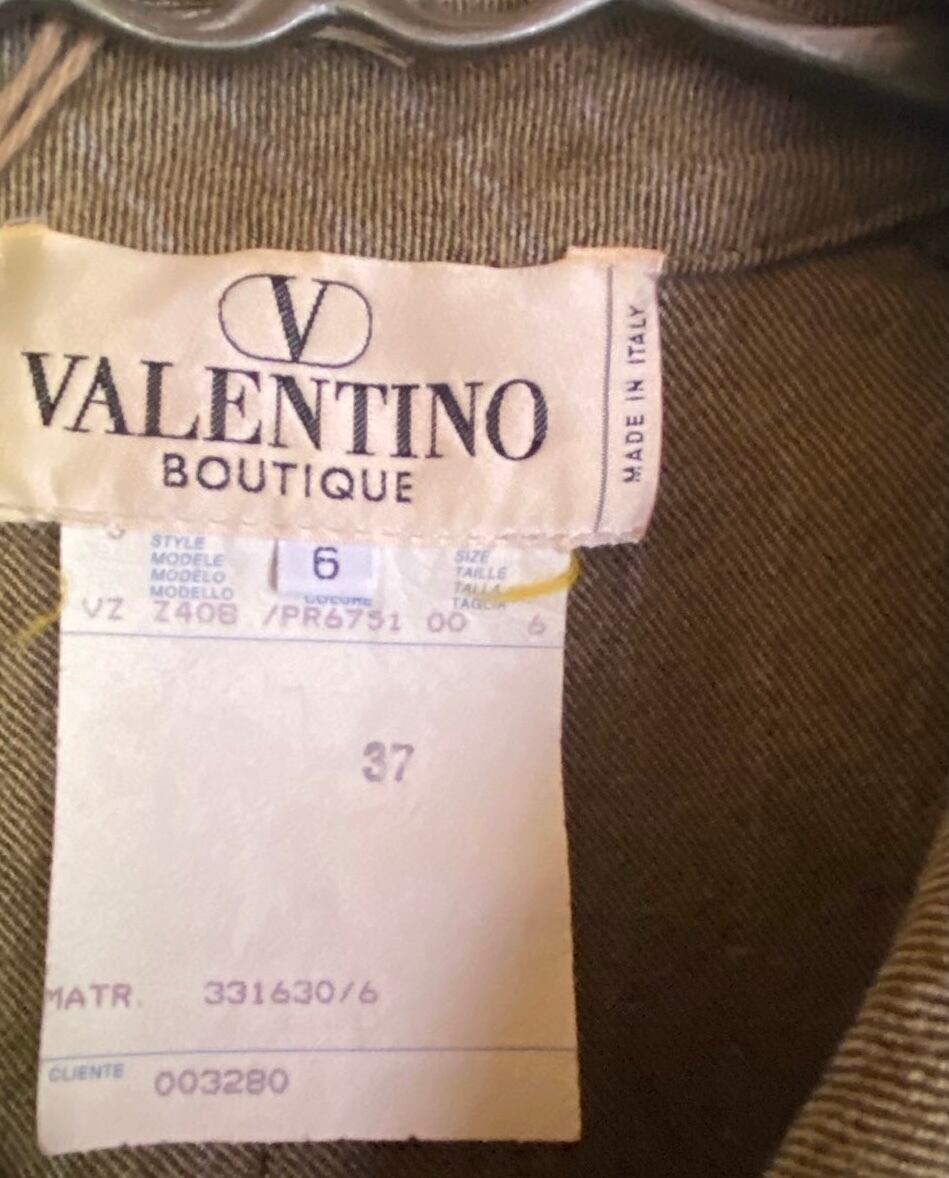 V
VALENTINO
BOUTIQUE
MADE IN ITALY
STYLE
MODELE
MODELO
MODELLO
6
COLORE
SIZE
TAILLE
TALLA
TAGLIA
VZ Z408 /PR6751 00 6
37
MATR. 331630/6
CLIENTE 003280